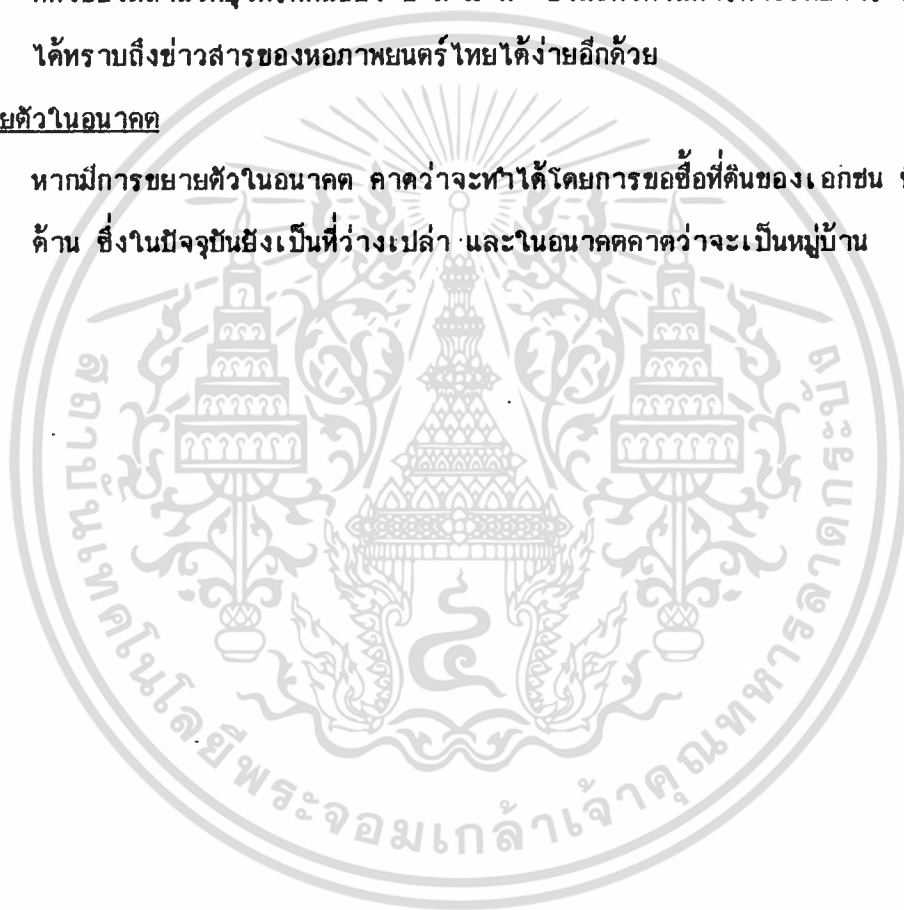 ได้ทราบถึงข่าวสารของหอภาพยนตร์ไทยได้ง่ายอีกด้วย
ยตัวในอนาคต
หากมีการขยายตัวในอนาคต คาดว่าจะทำได้โดยการขอซื้อที่ดินของเอกชน
ด้าน ซึ่งในปัจจุบันยังเป็นที่ว่างเปล่า และในอนาคตคาดว่าจะเป็นหมู่บ้าน
สถาบันเทคโนโลยีพระจอมเกล้าเจ้าคุณทหารลาดกระบัง
๔